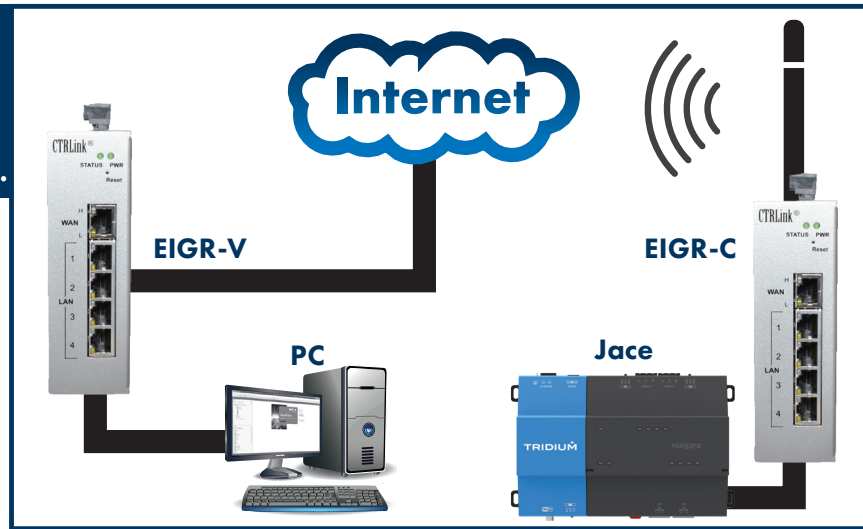 Internet
CTRLink®
STATUS PWR
Reset
H
WAN
L
1
2
LAN
3
4
EIGR-V
EIGR-C
CTRLink®
STATUS PWR
Reset
H
WAN
L
1
2
LAN
3
4
PC
Jace
TRIDIUM
niagara